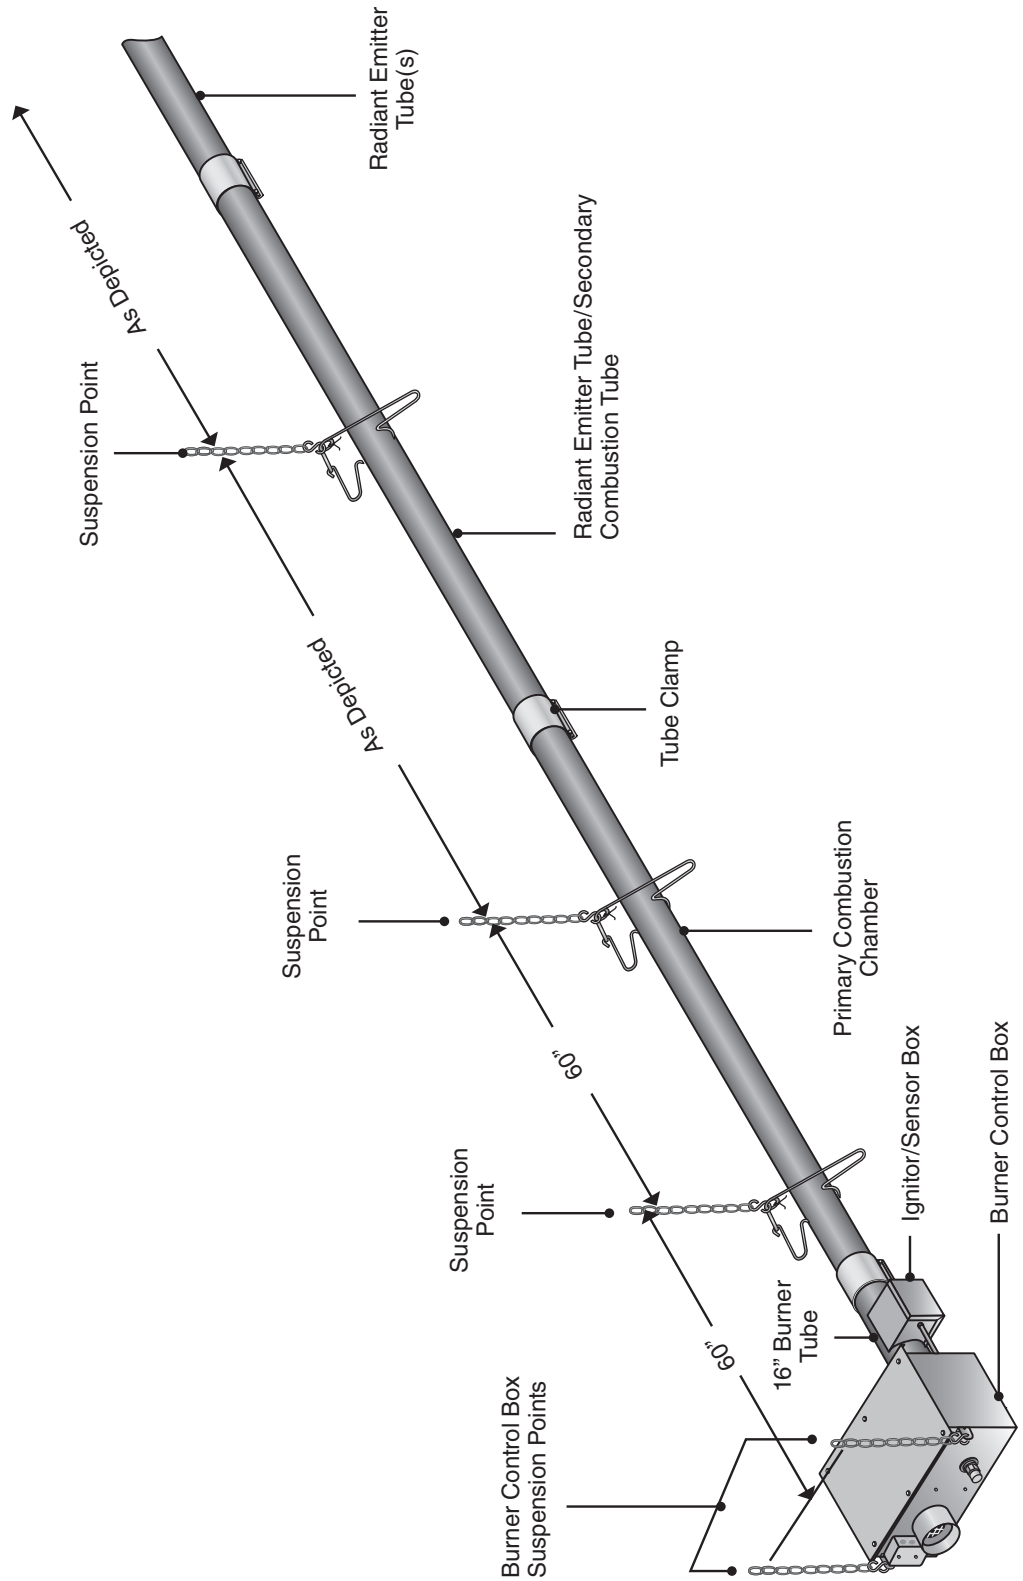 Burner Control Box
Suspension Points
60”
16” Burner
Tube
Suspension
Point
60”
Ignitor/Sensor Box
Burner Control Box
Suspension
Point
Primary Combustion
Chamber
As Depicted
Tube Clamp
Suspension Point
Radiant Emitter Tube/Secondary
Combustion Tube
As Depicted
Radiant Emitter
Tube(s)